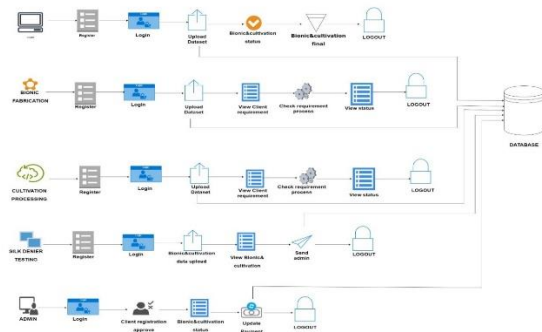 Register
Login
Upload
Dataset
Bionic&cultivation
status
Bionic&cultivation
final
LOGOUT
BIONIC
FABRICATION
Register
Login
Upload
Dataset
View Client
requirement
Check requirement
process
View status
LOGOUT
DATABASE
CULTIVATION
PROCESSING
Register
Login
Upload
Dataset
View Client
requirement
Check requirement
process
View status
LOGOUT
SILK DENIER
TESTING
Register
Login
Bionic&cultivation
data upload
View Bionic&
cultivation
Send
admin
LOGOUT
ADMIN
Login
Client registration
approve
Bionic&cultivation
status
Update
Payment
LOGOUT